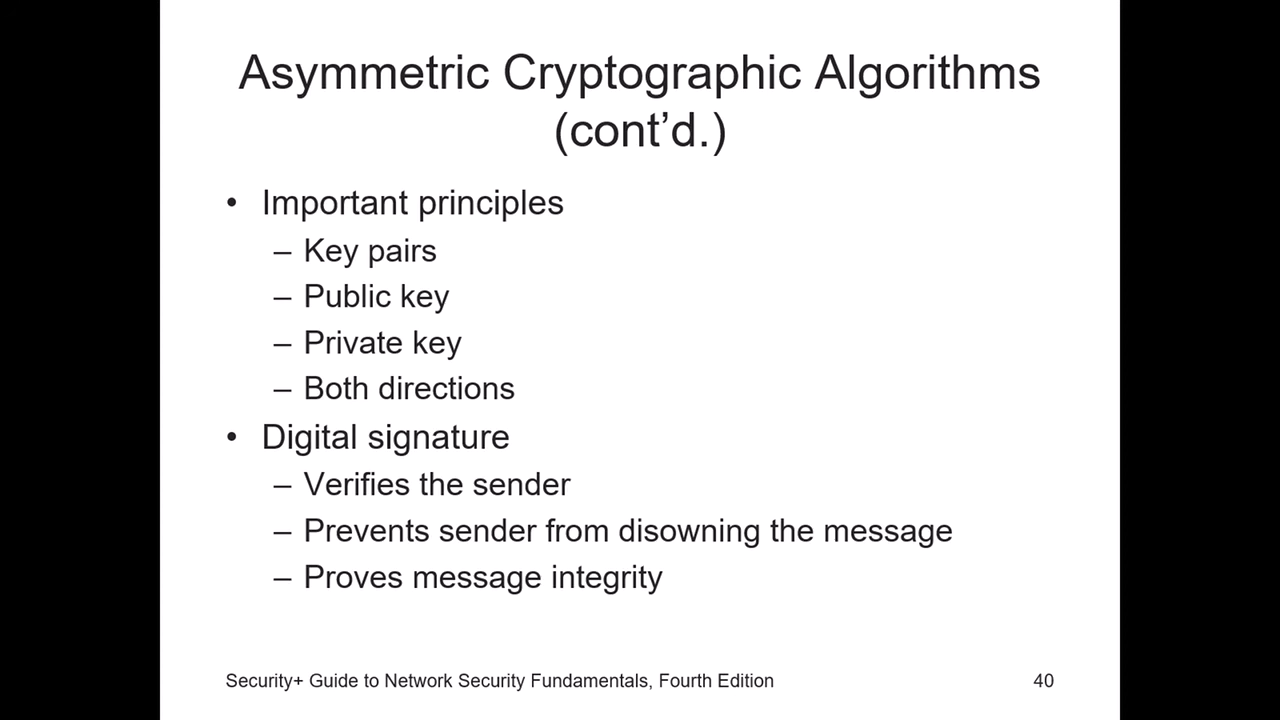 Asymmetric Cryptographic Algorithms
(cont’d.)
• Important principles
– Key pairs
– Public key
– Private key
– Both directions
• Digital signature
– Verifies the sender
– Prevents sender from disowning the message
– Proves message integrity
Security+ Guide to Network Security Fundamentals, Fourth Edition 40